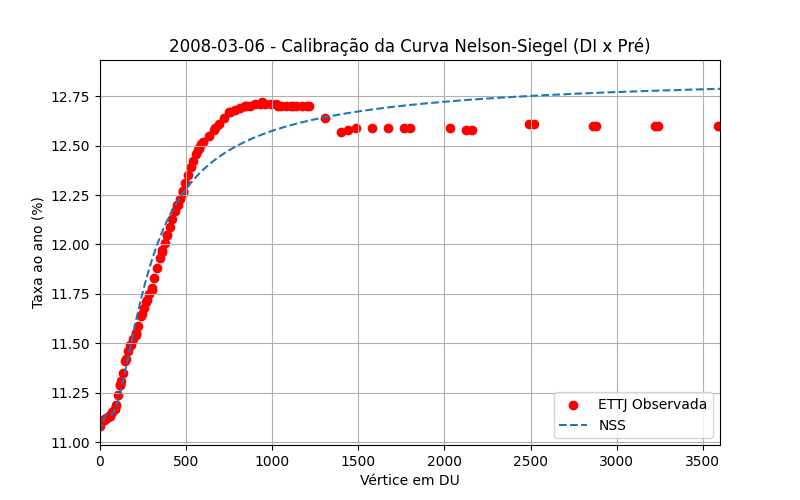 2008-03-06 - Calibração da Curva Nelson-Siegel (DI x Pré)
Taxa ao ano (%)
12.75
12.50
12.25
12.00
11.75
11.50
11.25
11.00
0 500 1000 1500 2000 2500 3000 3500
Vértice em DU
ETTJ Observada
NSS